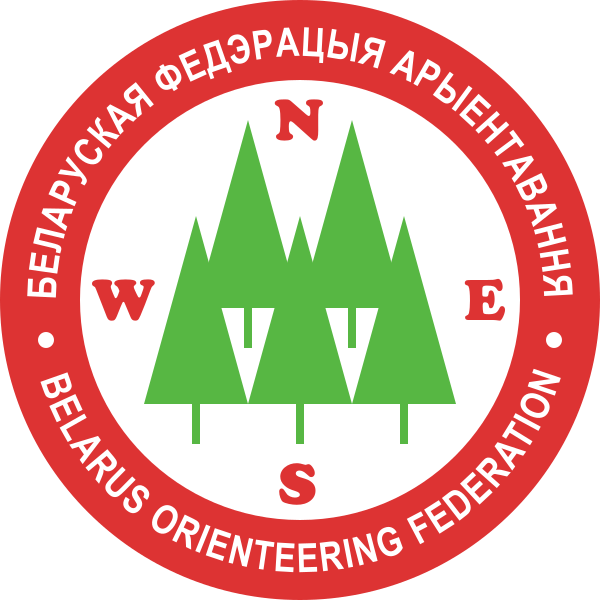 БЕЛАРУСКАЯ ФЕДЭРАЦЫЯ АРЫЕНТАВАННЯ
N
W
E
S
BELARUS ORIENTEERING FEDERATION